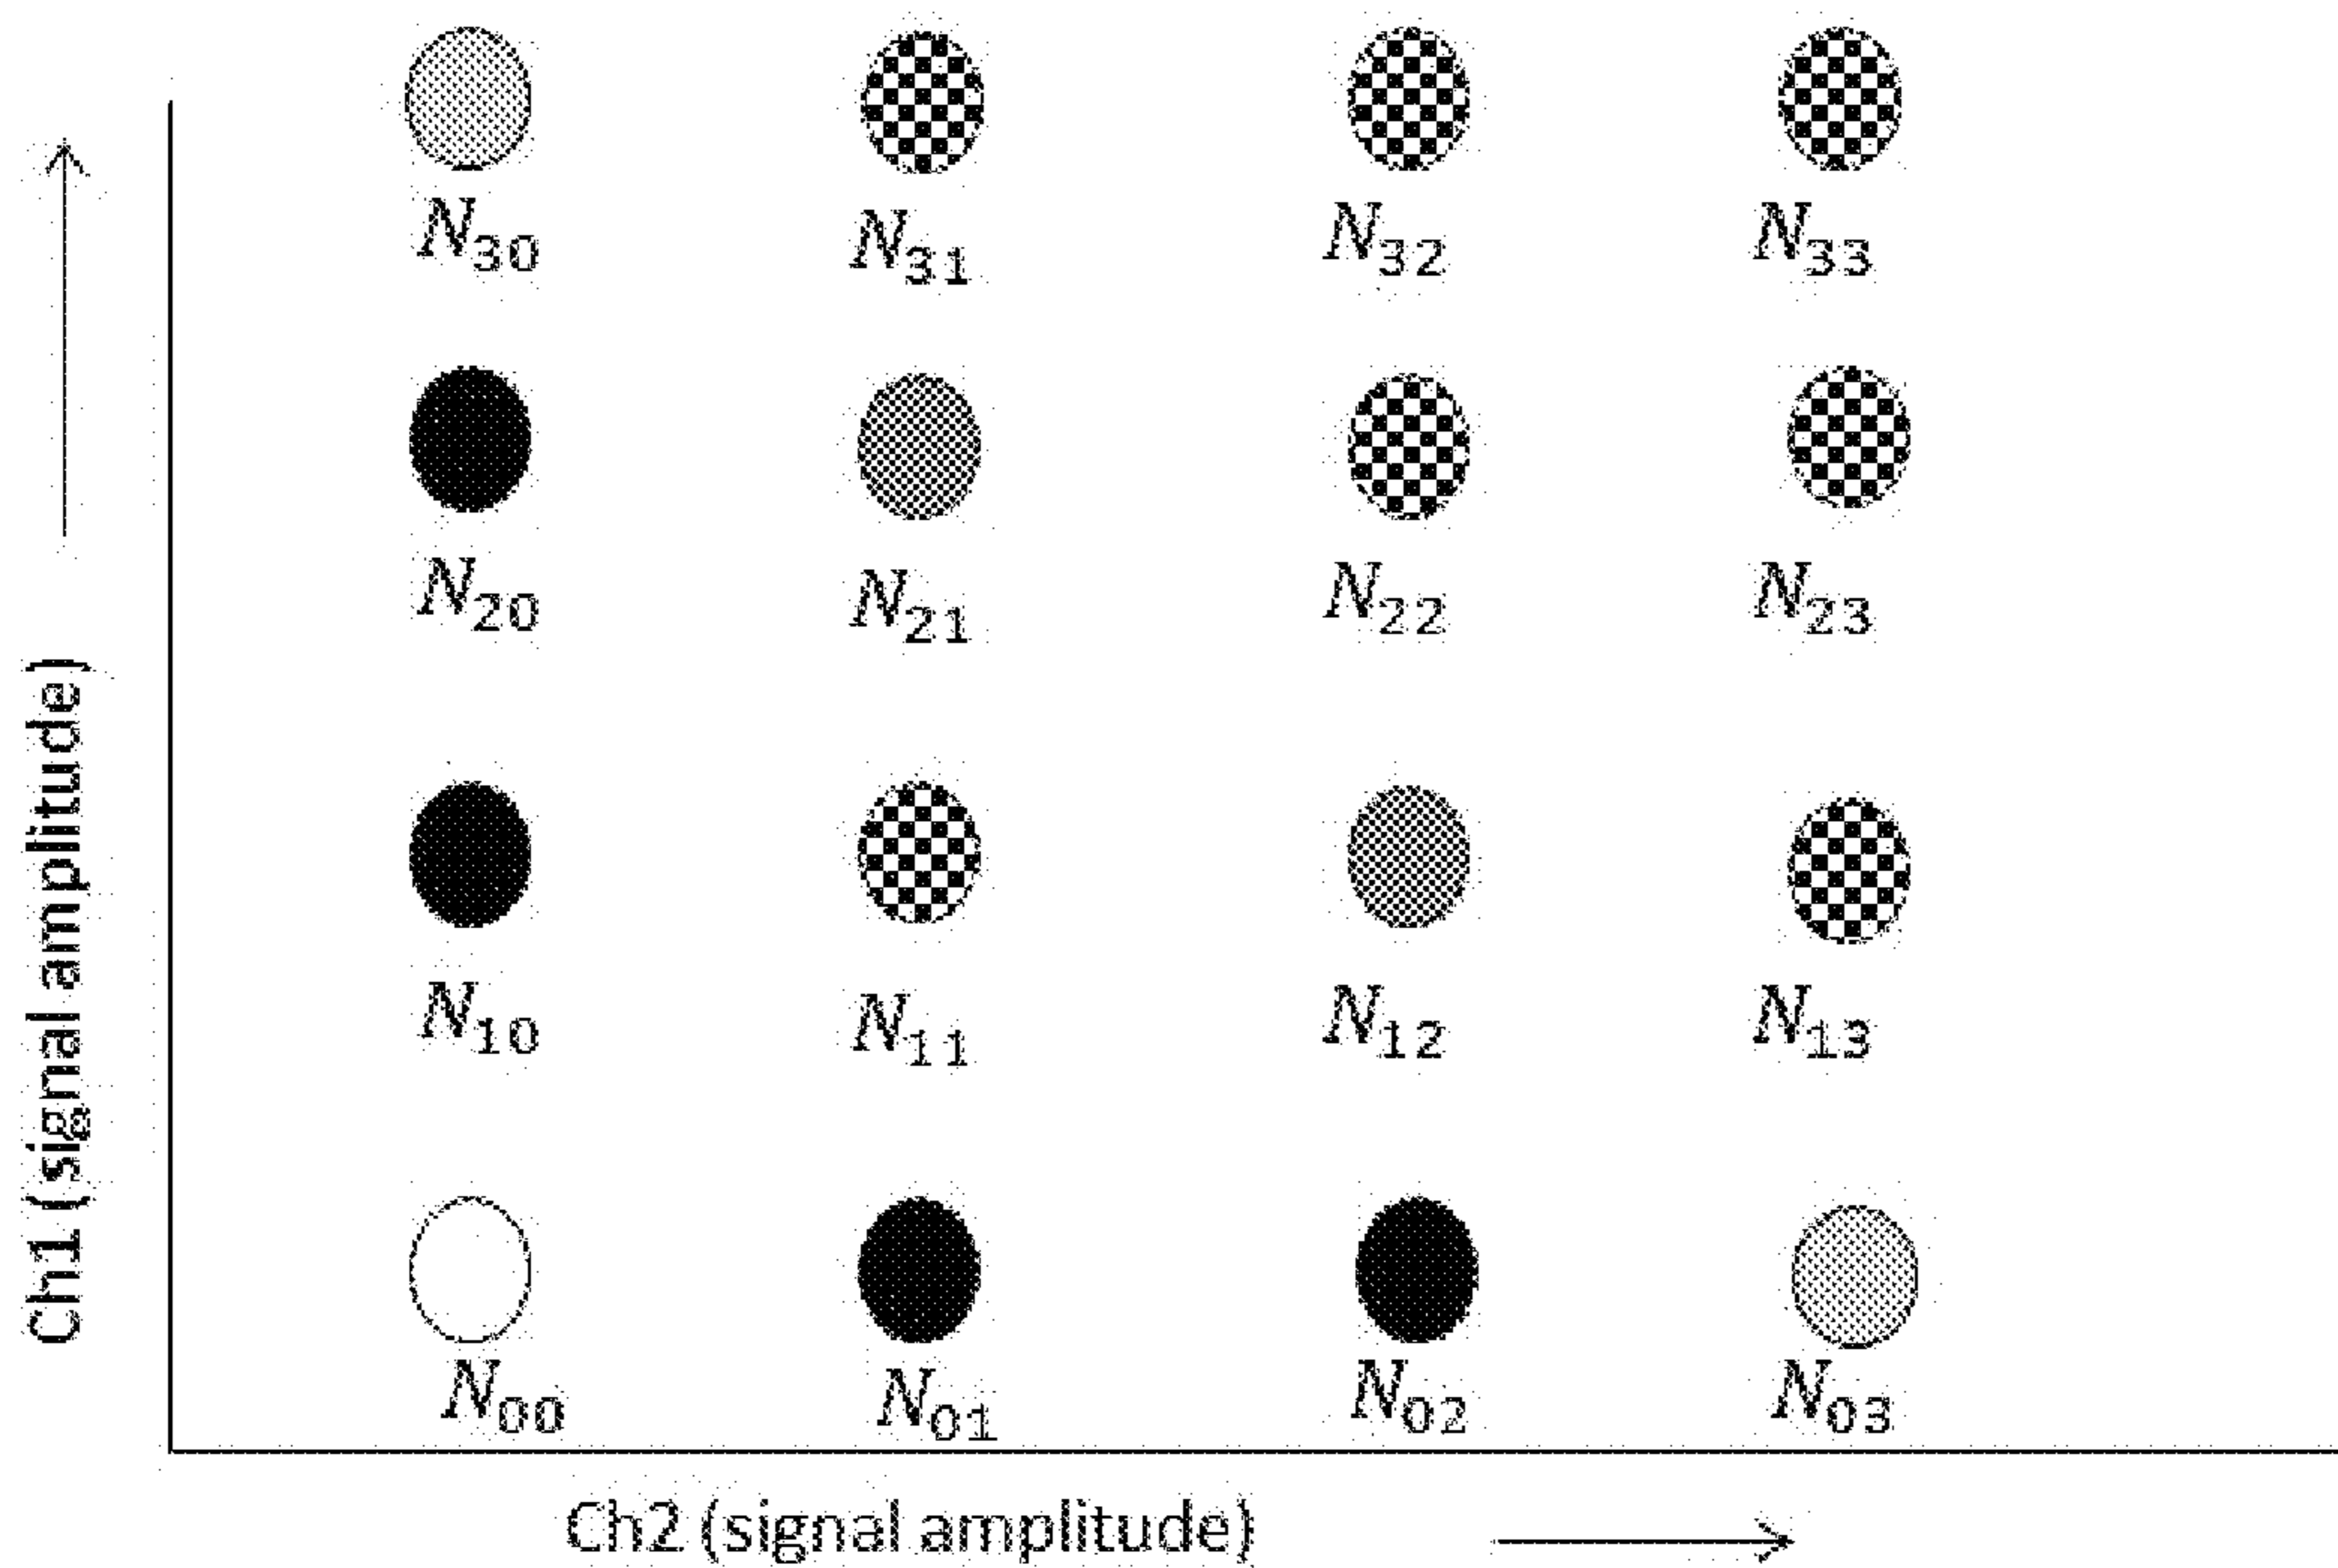 N₃₀ N₃₁ N₃₂ N₃₃
N₂₀ N₂₁ N₂₂ N₂₃
N₁₀ N₁₁ N₁₂ N₁₃
N₀₀ N₀₁ N₀₂ N₀₃
Ch1 (signal amplitude)
Ch2 (signal amplitude)